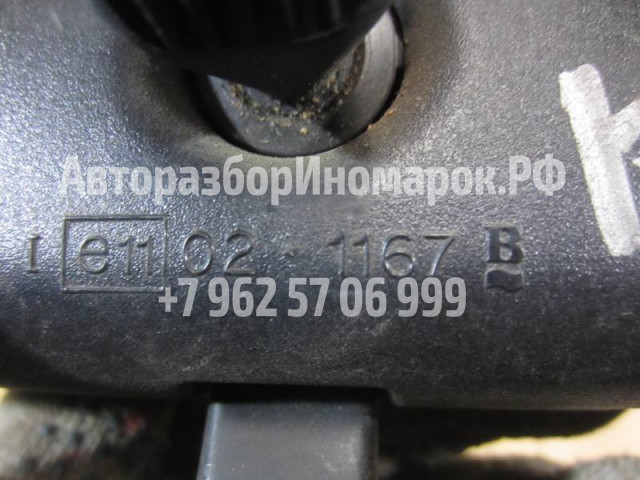 K
АвторазборИномарок.РФ
I e11 02 · 1167 B
+7 962 57 06 999